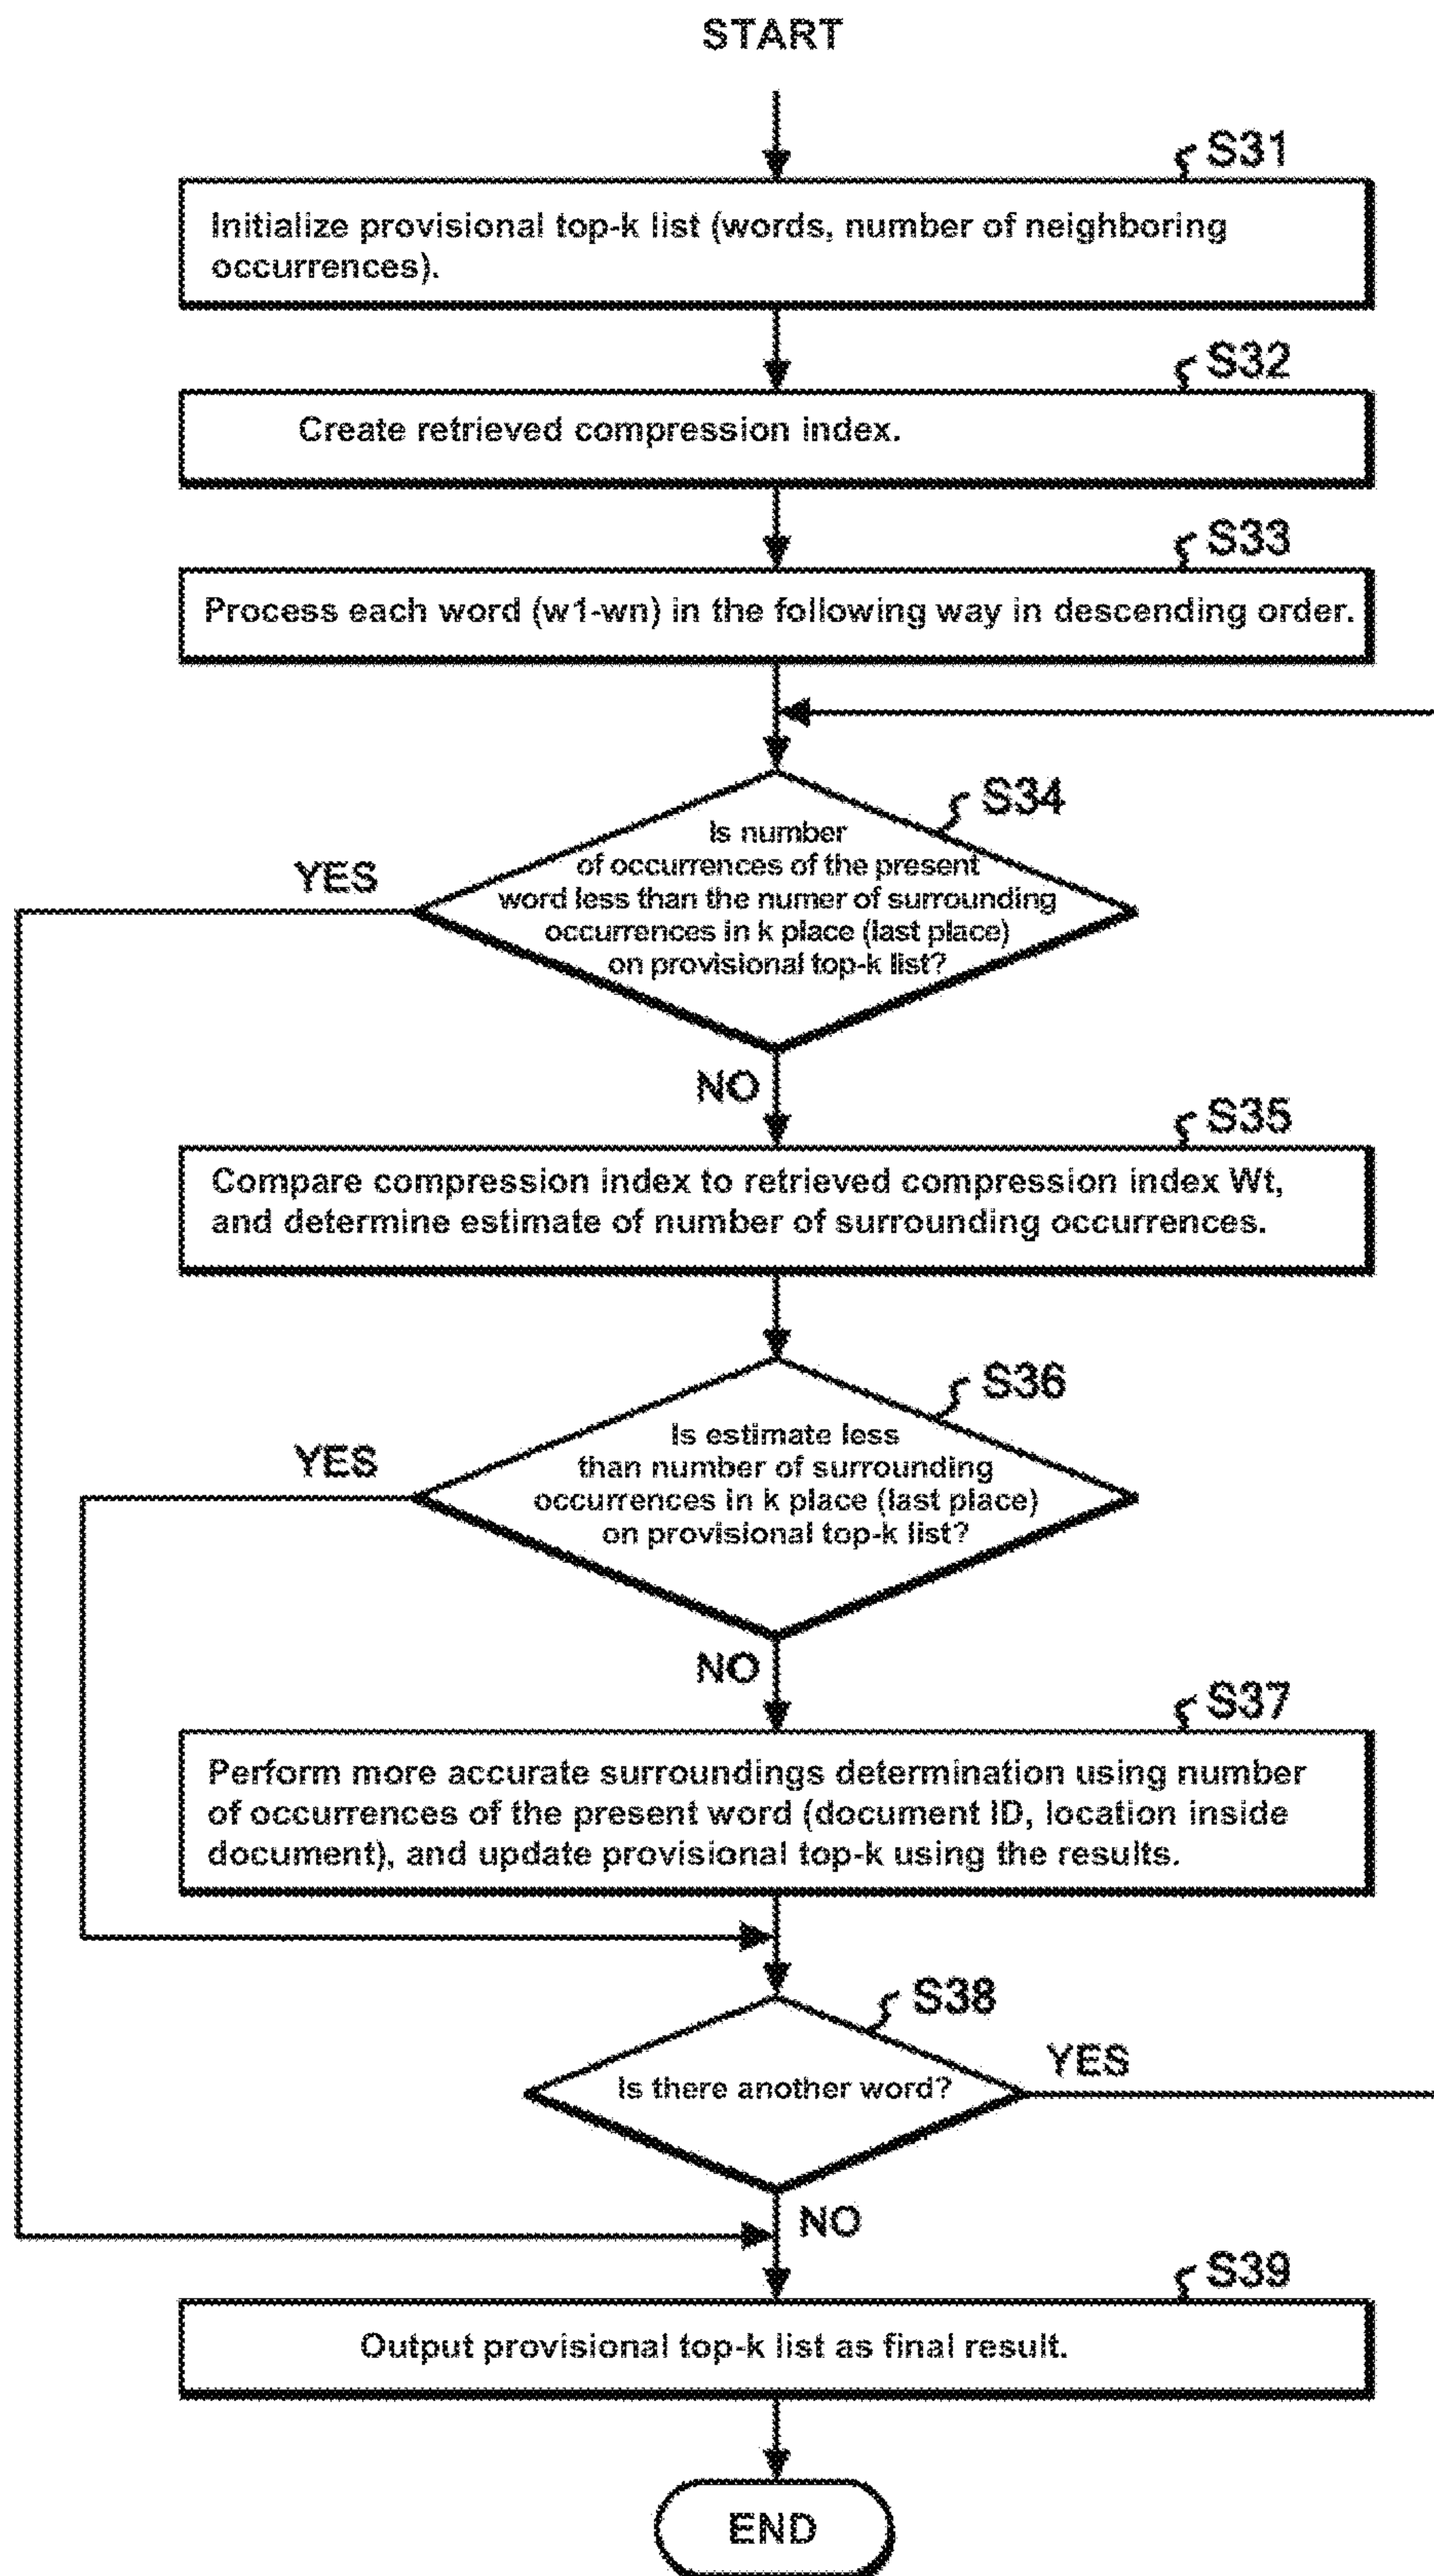 START
S31
Initialize provisional top-k list (words, number of neighboring
occurrences).
S32
Create retrieved compression index.
S33
Process each word (w1-wn) in the following way in descending order.
S34
Is number
of occurrences of the present
word less than the numer of surrounding
occurrences in k place (last place)
on provisional top-k list?
YES
NO
S35
Compare compression index to retrieved compression index Wt,
and determine estimate of number of surrounding occurrences.
S36
Is estimate less
than number of surrounding
occurrences in k place (last place)
on provisional top-k list?
YES
NO
S37
Perform more accurate surroundings determination using number
of occurrences of the present word (document ID, location inside
document), and update provisional top-k using the results.
S38
Is there another word?
YES
NO
S39
Output provisional top-k list as final result.
END